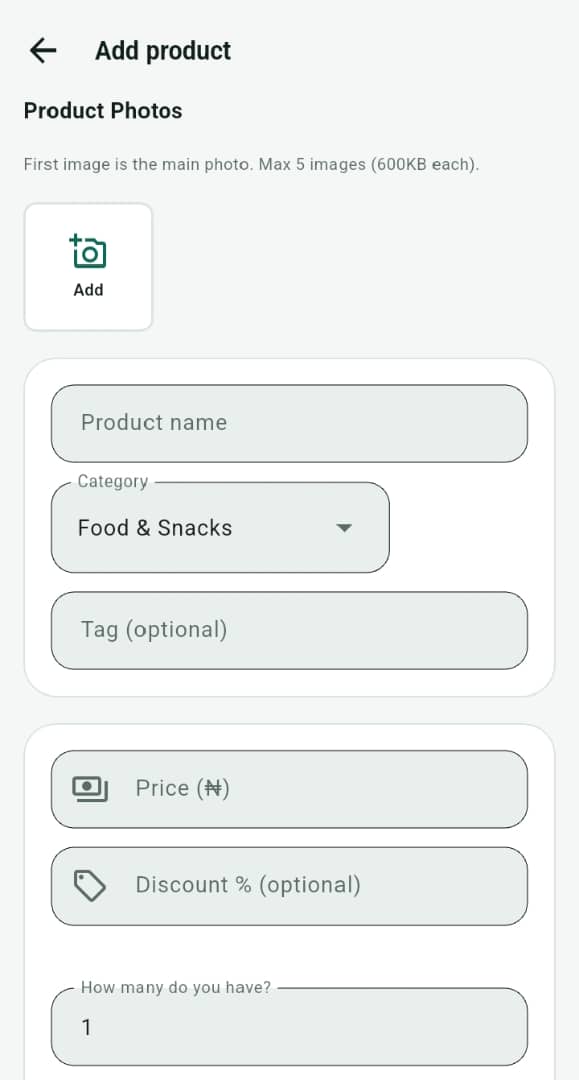 Add product
Product Photos
First image is the main photo. Max 5 images (600KB each).
Add
Product name
Category
Food & Snacks
Tag (optional)
Price (₦)
Discount % (optional)
How many do you have?
1